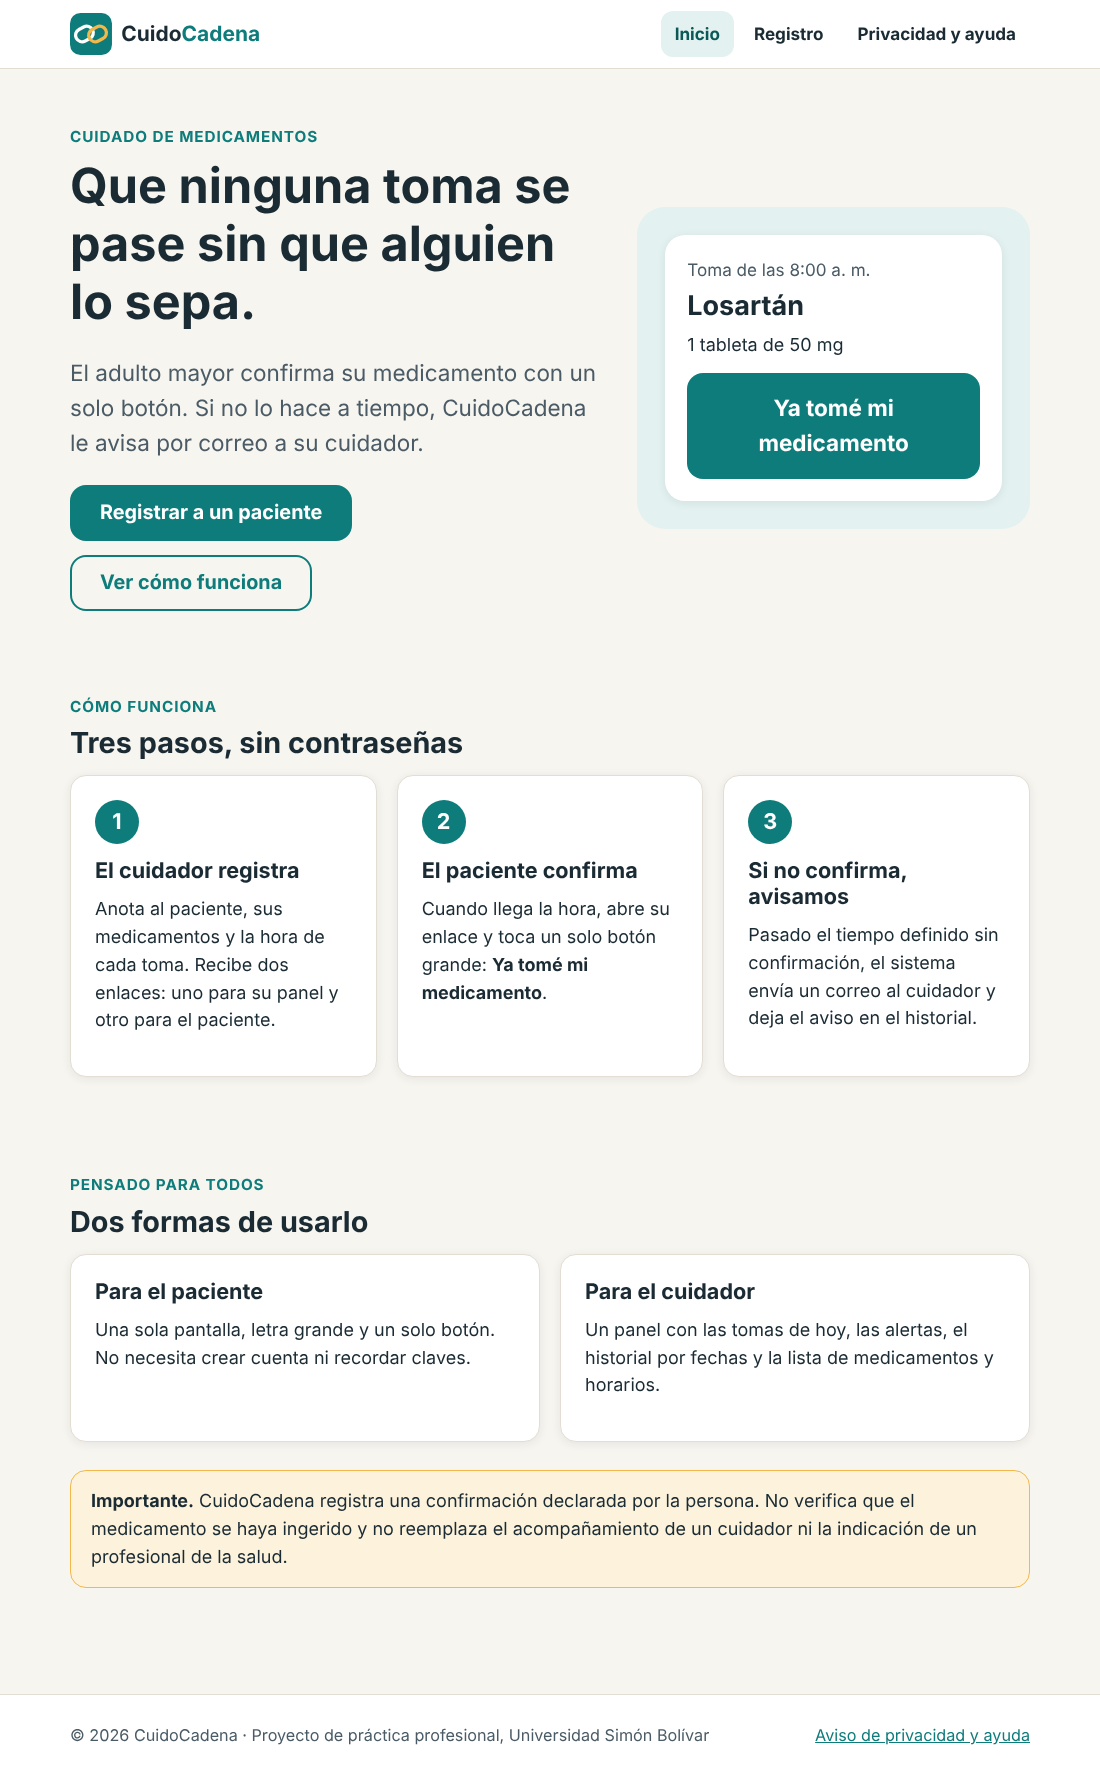 CuidoCadena
Inicio
Registro
Privacidad y ayuda
CUIDADO DE MEDICAMENTOS
Que ninguna toma se
pase sin que alguien
lo sepa.
El adulto mayor confirma su medicamento con un
solo botón. Si no lo hace a tiempo, CuidoCadena
le avisa por correo a su cuidador.
Registrar a un paciente
Ver cómo funciona
Toma de las 8:00 a. m.
Losartán
1 tableta de 50 mg
Ya tomé mi
medicamento
CÓMO FUNCIONA
Tres pasos, sin contraseñas
1
El cuidador registra
Anota al paciente, sus
medicamentos y la hora de
cada toma. Recibe dos
enlaces: uno para su panel y
otro para el paciente.
2
El paciente confirma
Cuando llega la hora, abre su
enlace y toca un solo botón
grande: Ya tomé mi
medicamento.
3
Si no confirma,
avisamos
Pasado el tiempo definido sin
confirmación, el sistema
envía un correo al cuidador y
deja el aviso en el historial.
PENSADO PARA TODOS
Dos formas de usarlo
Para el paciente
Una sola pantalla, letra grande y un solo botón.
No necesita crear cuenta ni recordar claves.
Para el cuidador
Un panel con las tomas de hoy, las alertas, el
historial por fechas y la lista de medicamentos y
horarios.
Importante. CuidoCadena registra una confirmación declarada por la persona. No verifica que el
medicamento se haya ingerido y no reemplaza el acompañamiento de un cuidador ni la indicación de un
profesional de la salud.
© 2026 CuidoCadena · Proyecto de práctica profesional, Universidad Simón Bolívar
Aviso de privacidad y ayuda